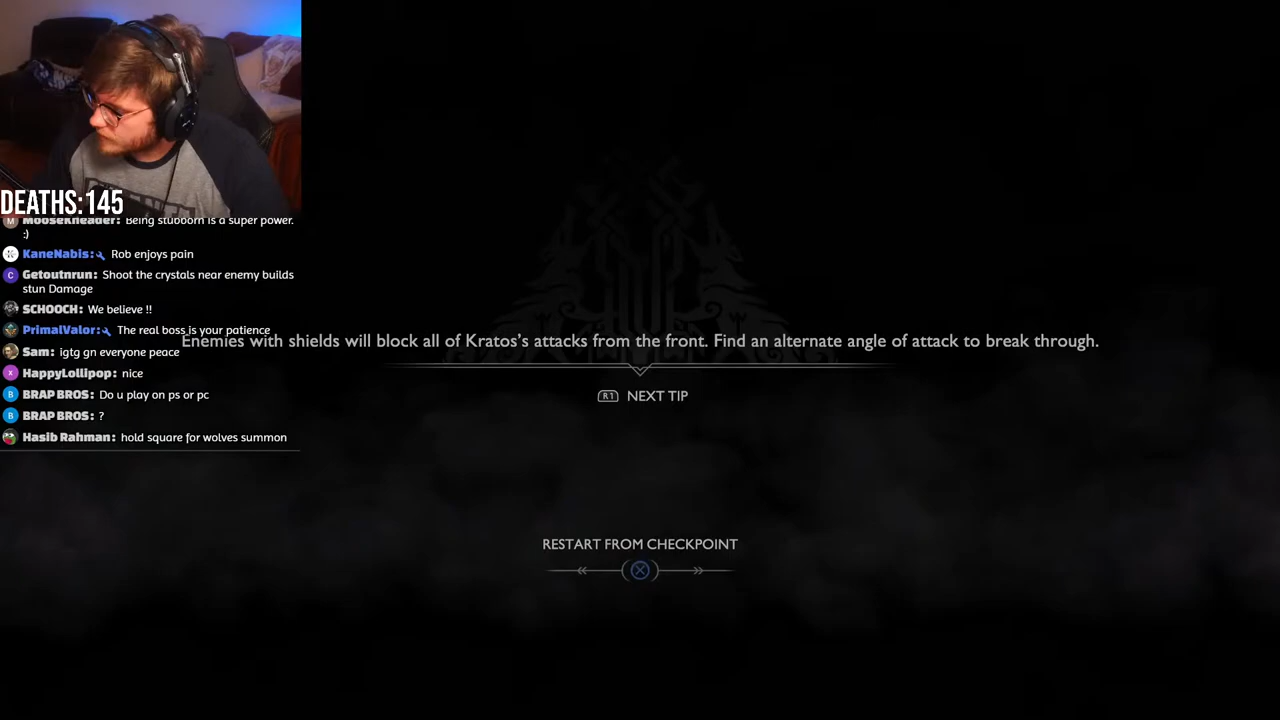 DEATHS:145
MooseKneader: Being stubborn is a super power.
:)
KaneNabis: Rob enjoys pain
Getoutnrun: Shoot the crystals near enemy builds
stun Damage
SCHOOCH: We believe !!
PrimalValor: The real boss is your patience
Sam: igtg gn everyone peace
HappyLollipop: nice
BRAP BROS: Do u play on ps or pc
BRAP BROS: ?
Hasib Rahman: hold square for wolves summon
Enemies with shields will block all of Kratos's attacks from the front. Find an alternate angle of attack to break through.
R1 NEXT TIP
RESTART FROM CHECKPOINT